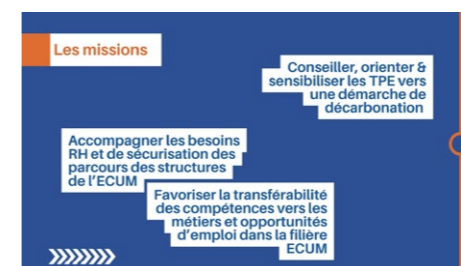 Les missions
Conseiller, orienter &
sensibiliser les TPE vers
une démarche de
décarbonation
Accompagner les besoins
RH et de sécurisation des
parcours des structures
de l'ECUM
Favoriser la transférabilité
des compétences vers les
métiers et opportunités
d'emploi dans la filière
ECUM